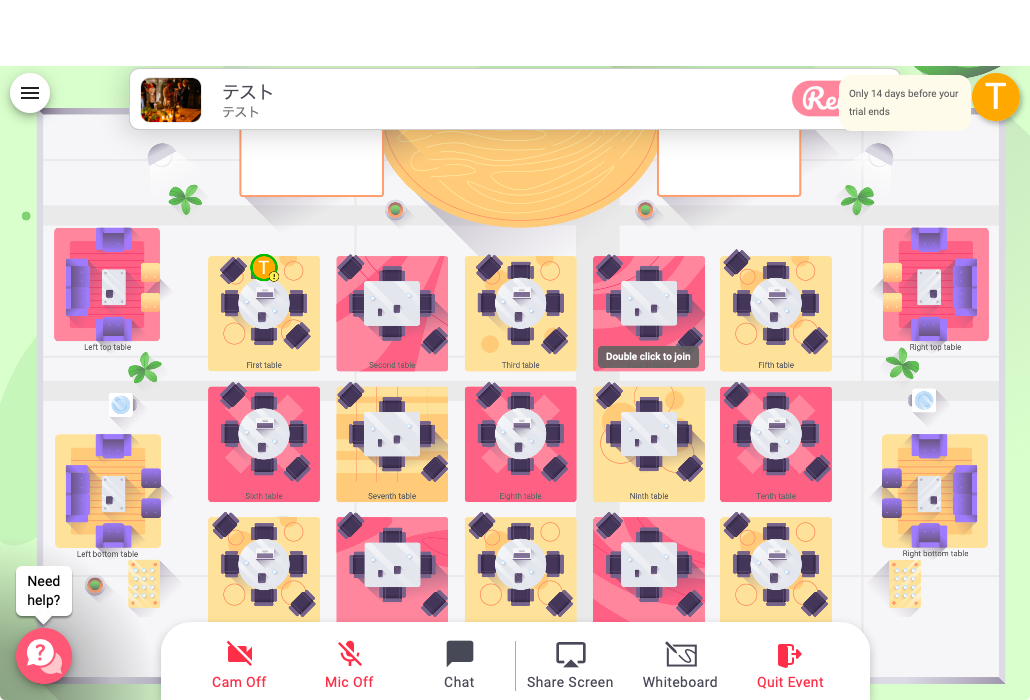 テスト
テスト
Only 14 days before your
trial ends
T
T
Left top table
First table
Second table
Third table
Double click to join
Fifth table
Right top table
Sixth table
Seventh table
Eighth table
Ninth table
Tenth table
Left bottom table
Right bottom table
Need
help?
?
Cam Off
Mic Off
Chat
Share Screen
Whiteboard
Quit Event